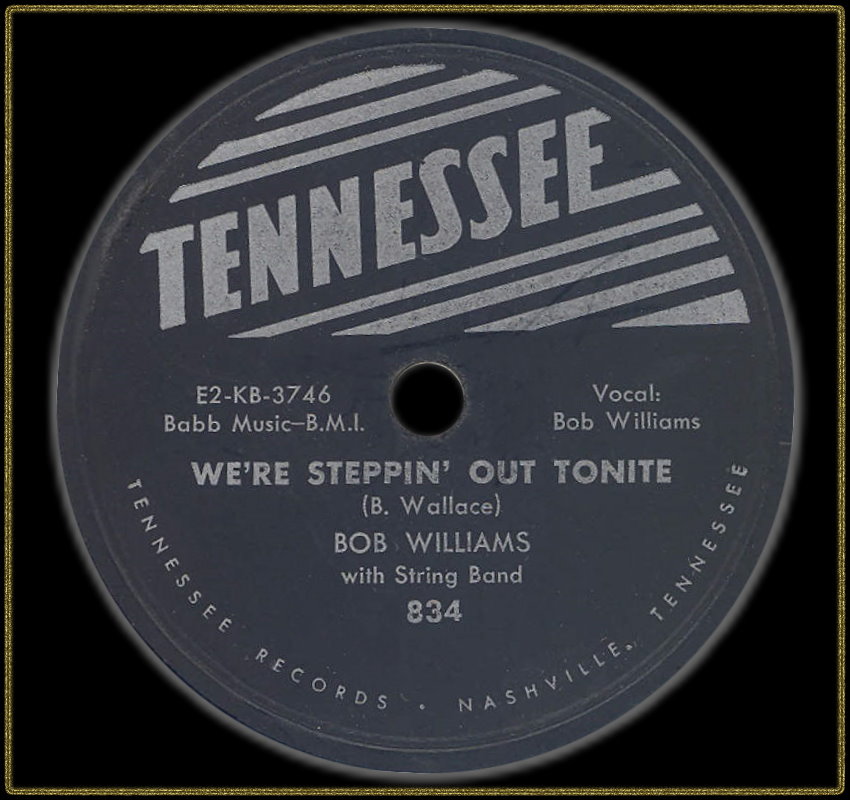 TENNESSEE
E2-KB-3746
Babb Music—B.M.I.
Vocal:
Bob Williams
WE'RE STEPPIN' OUT TONITE
(B. Wallace)
BOB WILLIAMS
with String Band
834
TENNESSEE RECORDS • NASHVILLE, TENNESSEE